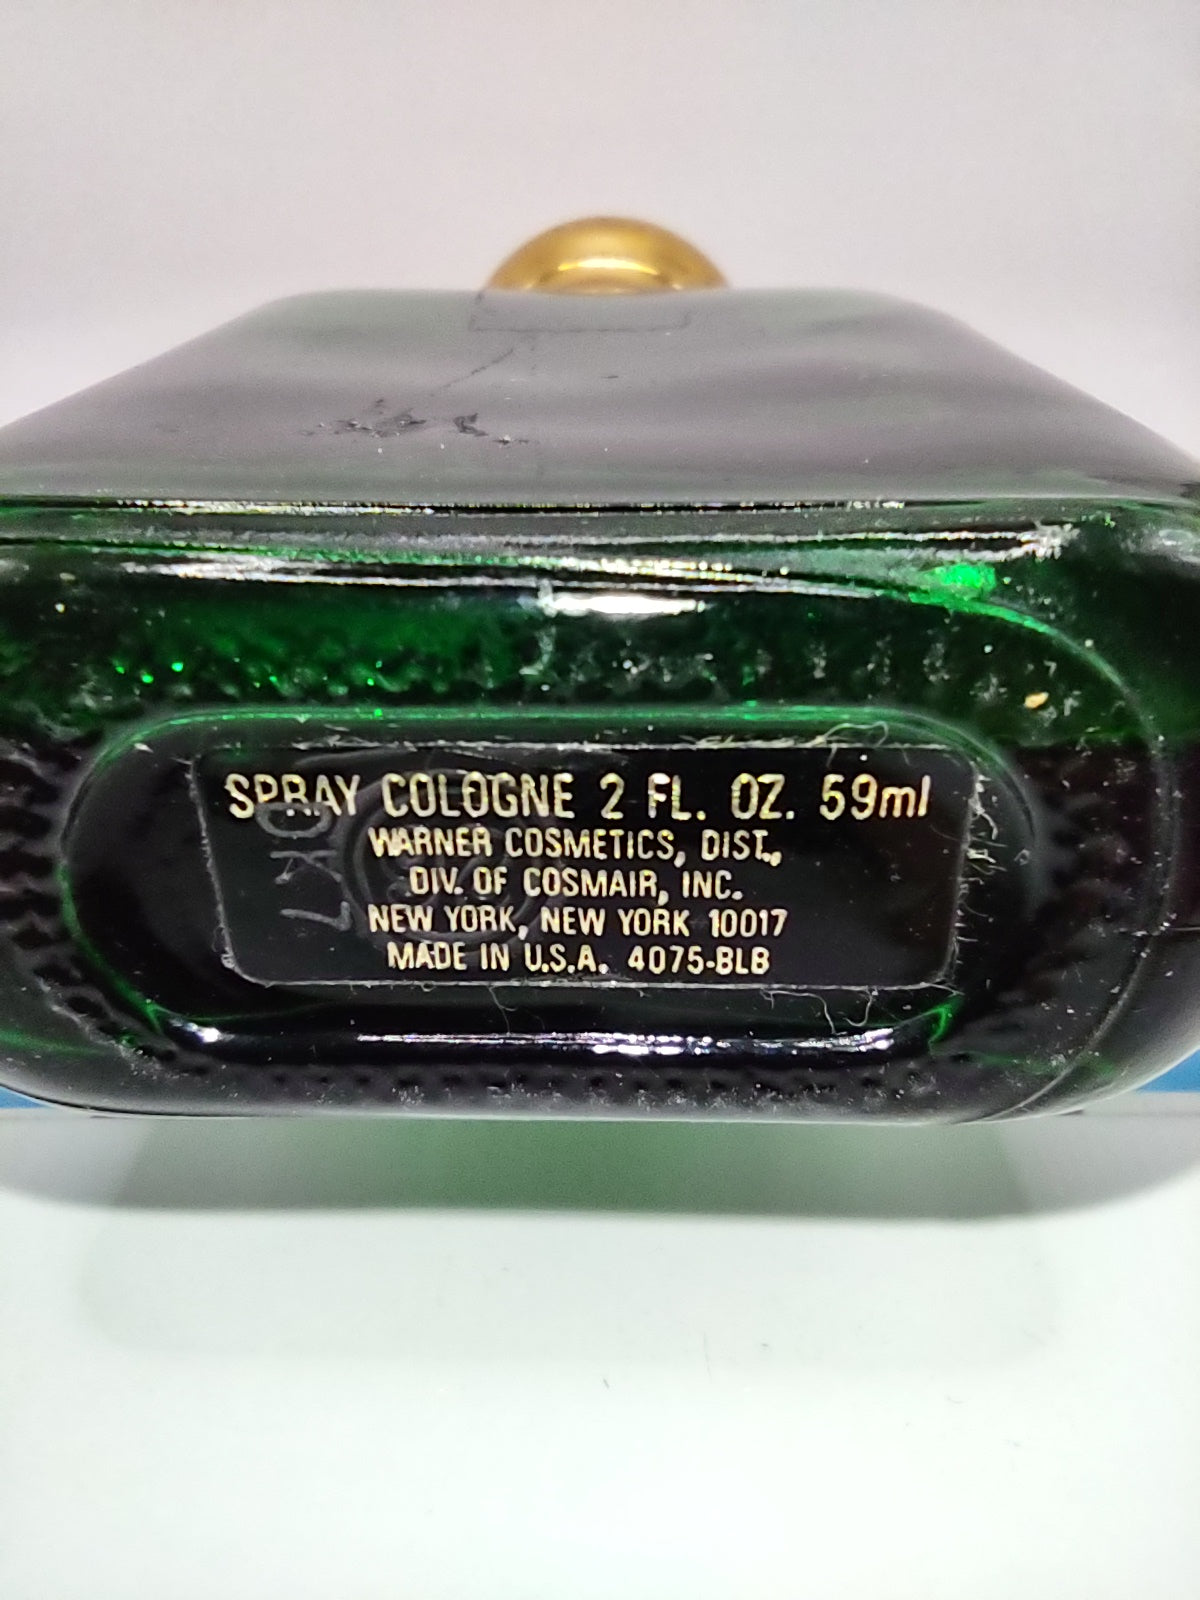 SPRAY COLOGNE 2 FL. OZ. 59ml
WARNER COSMETICS, DIST.,
DIV. OF COSMAIR, INC.
NEW YORK, NEW YORK 10017
MADE IN U.S.A. 4075-BLB